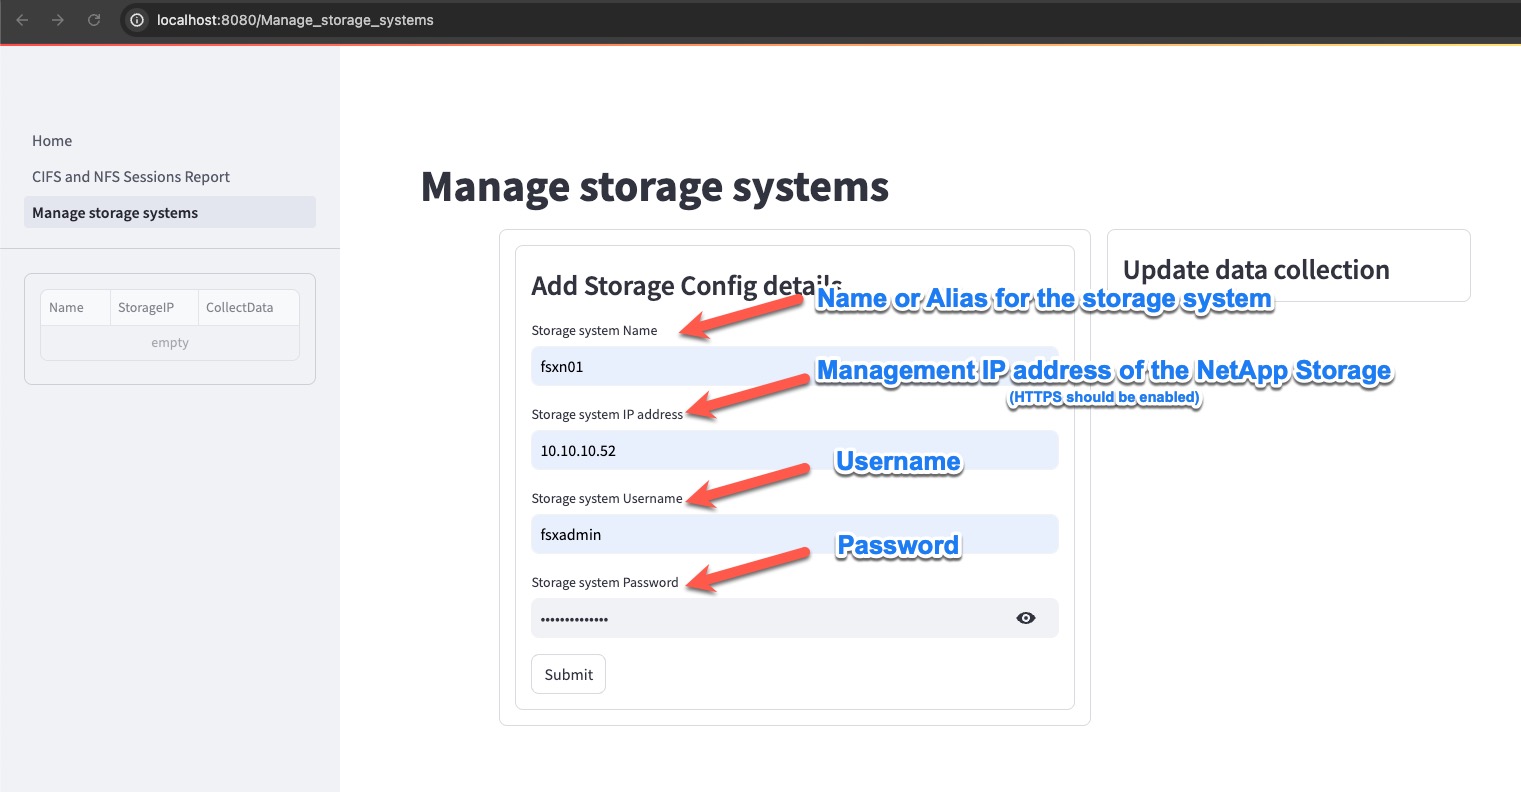 localhost:8080/Manage_storage_systems
Home
CIFS and NFS Sessions Report
Manage storage systems
Name StorageIP CollectData
empty
Manage storage systems
Add Storage Config details
Update data collection
Name or Alias for the storage system
Storage system Name
fsxn01
Management IP address of the NetApp Storage
(HTTPS should be enabled)
Storage system IP address
10.10.10.52
Username
Storage system Username
fsxadmin
Password
Storage system Password
••••••••••••••
Submit